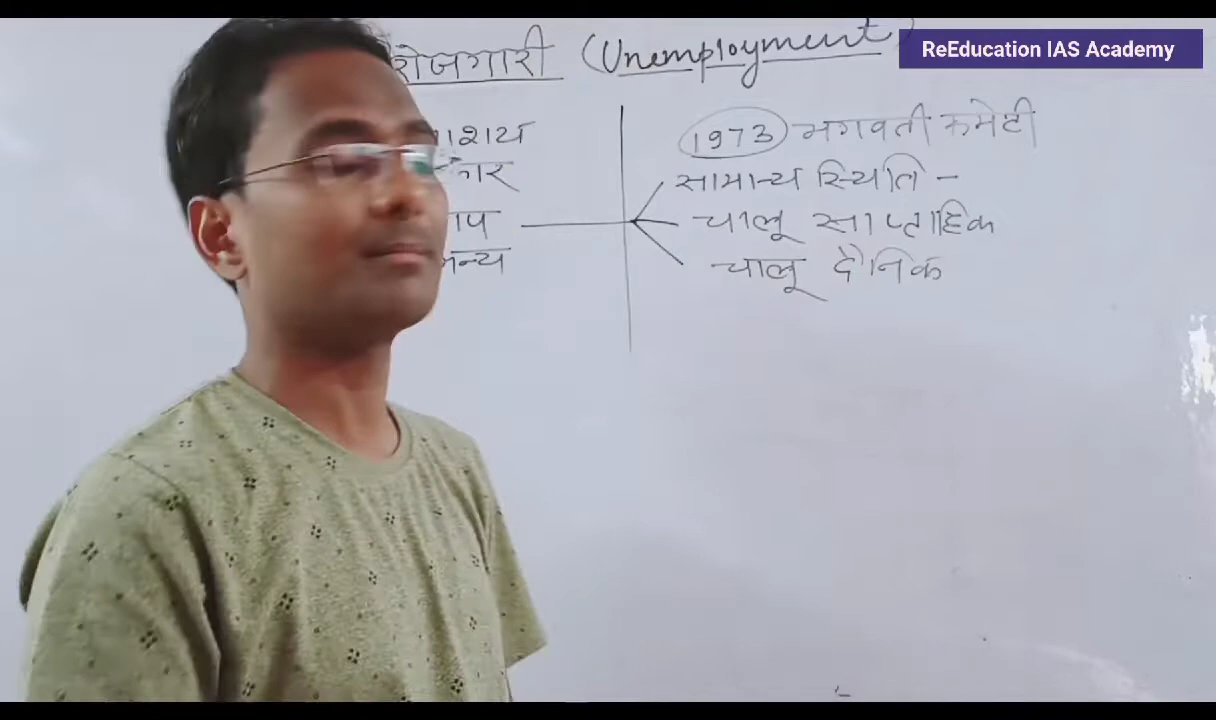 रोजगारी (Unemployment)
ReEducation IAS Academy
1973 भगवती कमेटी
सामान्य स्थिति -
चालू साप्ताहिक
चालू दैनिक